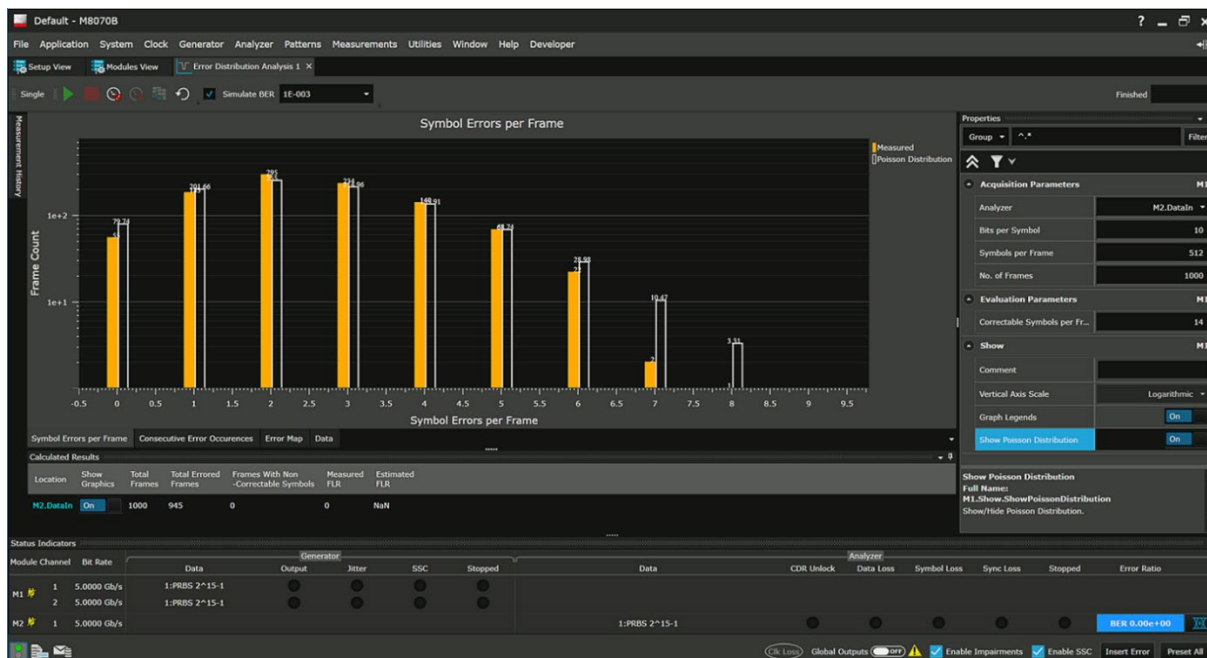 Default - M8070B
? _
File Application System Clock Generator Analyzer Patterns Measurements Utilities Window Help Developer
Setup View Modules View Error Distribution Analysis 1 ×
Single Simulate BER 1E-003 Finished
Measurement History
Symbol Errors per Frame
Measured
Poisson Distribution
Frame Count
1e+2
1e+1
55 79.74 201.66 295 234 68.74 22 28.98 2 10.47 1 3.31
-0.5 0 0.5 1 1.5 2 2.5 3 3.5 4 4.5 5 5.5 6 6.5 7 7.5 8 8.5 9 9.5
Symbol Errors per Frame
Symbol Errors per Frame Consecutive Error Occurences Error Map Data
Properties
Group ^.* Filter
Acquisition Parameters M1
Analyzer M2.DataIn
Bits per Symbol 10
Symbols per Frame 512
No. of Frames 1000
Evaluation Parameters M1
Correctable Symbols per Fr... 14
Show M1
Comment
Vertical Axis Scale Logarithmic
Graph Legends On
Show Poisson Distribution On
Show Poisson Distribution
Full Name:
M1.Show.ShowPoissonDistribution
Show/Hide Poisson Distribution.
Calculated Results
Location Show Graphics Total Frames Total Errored Frames Frames With Non -Correctable Symbols Measured FLR Estimated FLR
M2.DataIn On 1000 945 0 0 NaN
Status Indicators
Generator Analyzer
Module Channel Bit Rate Data Output Jitter SSC Stopped Data CDR Unlock Data Loss Symbol Loss Sync Loss Stopped Error Ratio
M1 1 5.0000 Gb/s 1:PRBS 2^15-1
2 5.0000 Gb/s 1:PRBS 2^15-1
M2 1 5.0000 Gb/s 1:PRBS 2^15-1 BER 0.00e+00
Clk Loss Global Outputs OFF Enable Impairments Enable SSC Insert Error Preset All